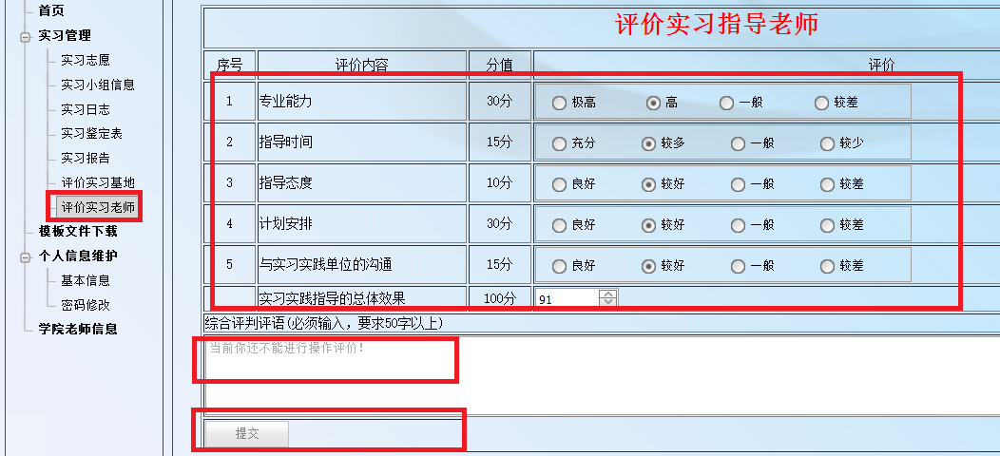 首页
实习管理
实习志愿
实习小组信息
实习日志
实习鉴定表
实习报告
评价实习基地
评价实习老师
模板文件下载
个人信息维护
基本信息
密码修改
学院老师信息
评价实习指导老师
序号 评价内容 分值 评价
1 专业能力 30分 极高 高 一般 较差
2 指导时间 15分 充分 较多 一般 较少
3 指导态度 10分 良好 较好 一般 较差
4 计划安排 30分 良好 较好 一般 较差
5 与实习实践单位的沟通 15分 良好 较好 一般 较差
实习实践指导的总体效果 100分 91
综合评判评语(必须输入，要求50字以上)
当前你还不能进行操作评价!
提交